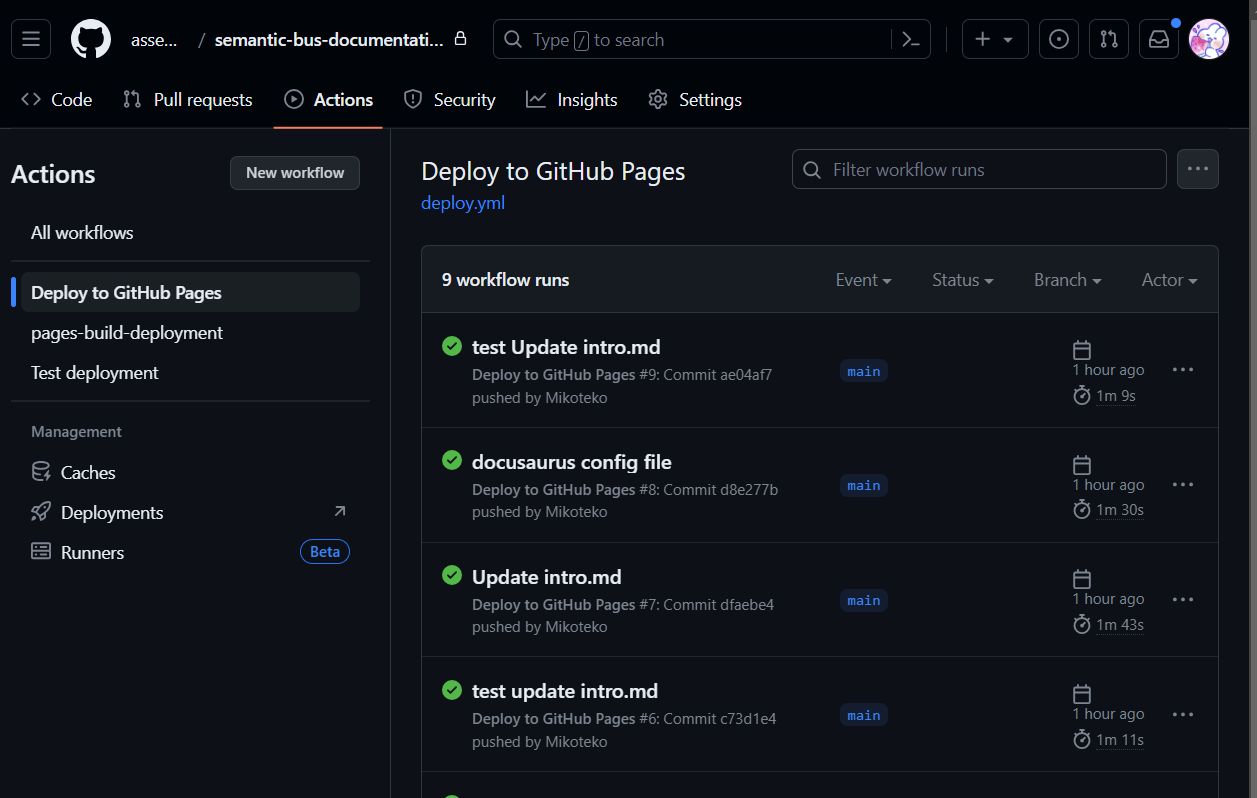 asse... / semantic-bus-documentati...
Type / to search
Code Pull requests Actions Security Insights Settings
Actions
New workflow
All workflows
Deploy to GitHub Pages
pages-build-deployment
Test deployment
Management
Caches
Deployments
Runners Beta
Deploy to GitHub Pages
deploy.yml
Filter workflow runs
9 workflow runs Event Status Branch Actor
test Update intro.md
Deploy to GitHub Pages #9: Commit ae04af7
pushed by Mikoteko
main
1 hour ago
1m 9s
docusaurus config file
Deploy to GitHub Pages #8: Commit d8e277b
pushed by Mikoteko
main
1 hour ago
1m 30s
Update intro.md
Deploy to GitHub Pages #7: Commit dfaebe4
pushed by Mikoteko
main
1 hour ago
1m 43s
test update intro.md
Deploy to GitHub Pages #6: Commit c73d1e4
pushed by Mikoteko
main
1 hour ago
1m 11s